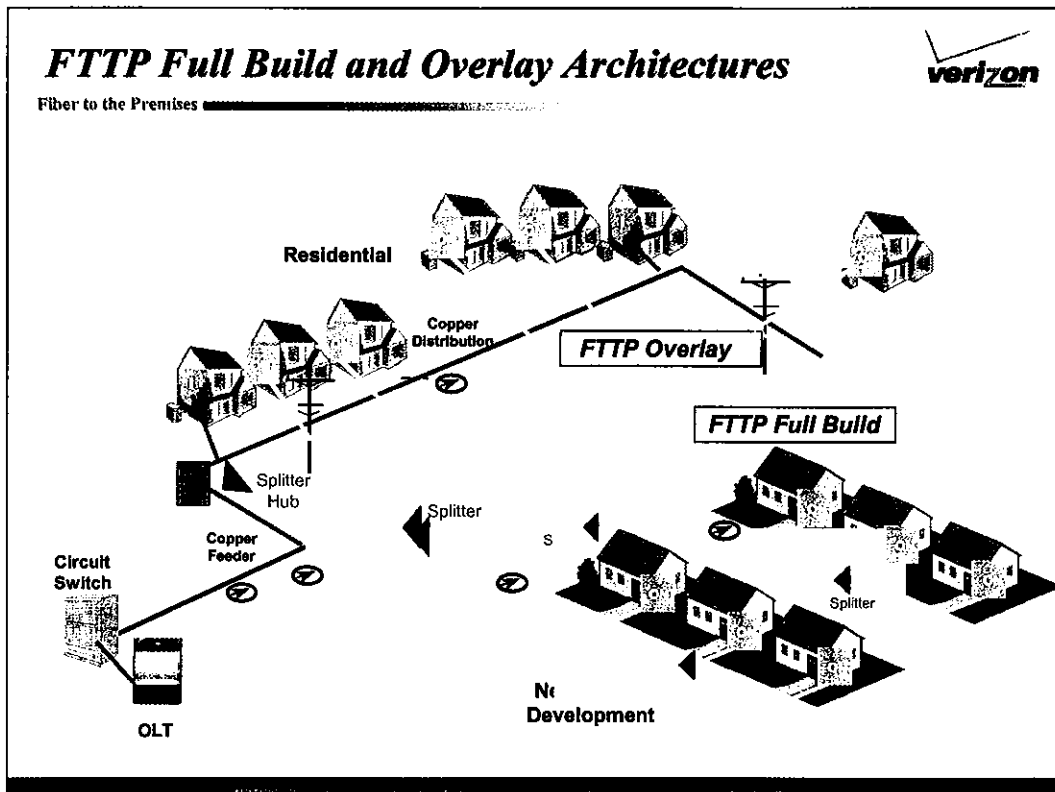 FTTP Full Build and Overlay Architectures
verizon
Fiber to the Premises
Residential
Copper
Distribution
FTTP Overlay
FTTP Full Build
Splitter
Hub
Splitter
S
Copper
Feeder
Circuit
Switch
Splitter
Development
OLT